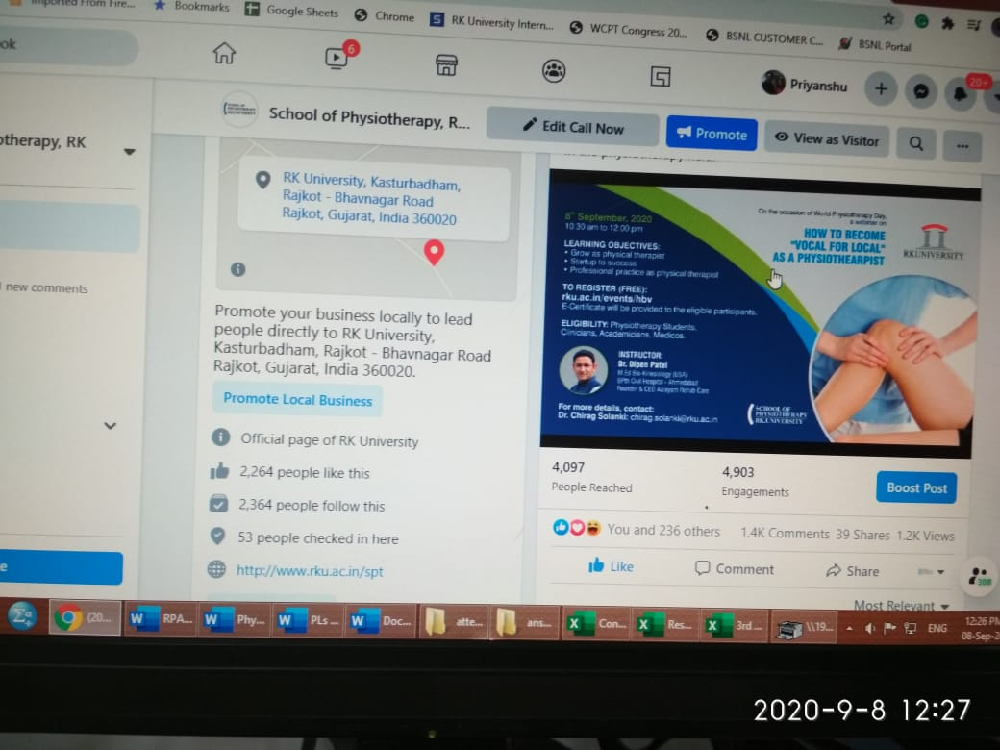 Imported From Fire...
Bookmarks
Google Sheets
Chrome
RK University Intern...
WCPT Congress 20...
BSNL CUSTOMER C...
BSNL Portal
ok
6
Priyanshu
20+
School of Physiotherapy, R...
Edit Call Now
Promote
View as Visitor
otherapy, RK
new comments
RK University, Kasturbadham,
Rajkot - Bhavnagar Road
Rajkot, Gujarat, India 360020
Promote your business locally to lead
people directly to RK University,
Kasturbadham, Rajkot - Bhavnagar Road
Rajkot, Gujarat, India 360020.
Promote Local Business
Official page of RK University
2,264 people like this
2,364 people follow this
53 people checked in here
http://www.rku.ac.in/spt
8th September, 2020
10.30 am to 12.00 pm
LEARNING OBJECTIVES:
• Grow as physical therapist
• Startup to success
• Professional practice as physical therapist
TO REGISTER (FREE):
rku.ac.in/events/hbv
E-Certificate will be provided to the eligible participants.
ELIGIBILITY: Physiotherapy Students,
Clinicians, Academicians, Medicos.
INSTRUCTOR:
Dr. Dipen Patel
For more details, contact:
Dr. Chirag Solanki: chirag.solanki@rku.ac.in
On the occasion of World Physiotherapy Day,
a webinar on
HOW TO BECOME
"VOCAL FOR LOCAL"
AS A PHYSIOTHEARPIST
RKUNIVERSITY
SCHOOL OF
PHYSIOTHERAPY
RK.UNIVERSITY
4,097
People Reached
4,903
Engagements
Boost Post
You and 236 others
1.4K Comments 39 Shares 1.2K Views
Like
Comment
Share
308
Most Relevant
(20...
RPA...
Phy...
PLs ...
Doc...
atte...
ans...
Con...
Res...
3rd ...
\\19...
ENG
12:26 PM
08-Sep-2
2020-9-8 12:27